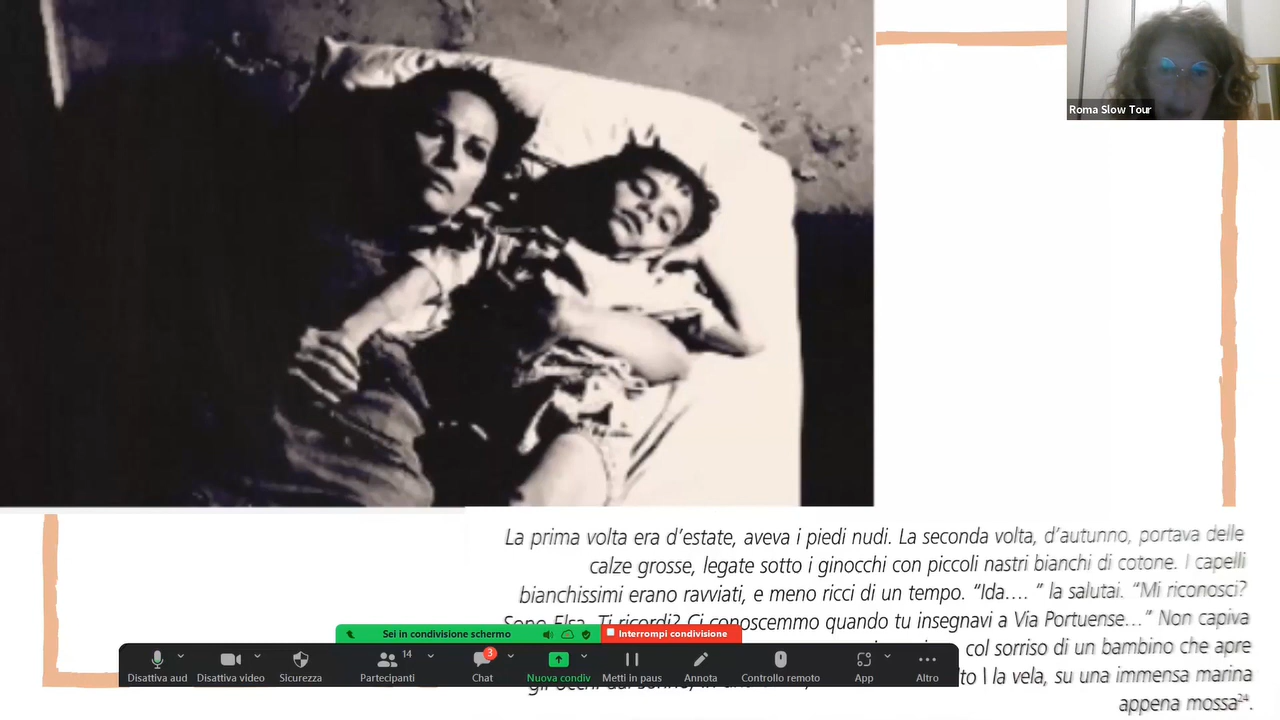 Roma Slow Tour
La prima volta era d'estate, aveva i piedi nudi. La seconda volta, d'autunno, portava delle
calze grosse, legate sotto i ginocchi con piccoli nastri bianchi di cotone. I capelli
bianchissimi erano ravviati, e meno ricci di un tempo. "Ida.... " la salutai. "Mi riconosci?
Sono Elsa. Ti ricordi? Ci conoscemmo quando tu insegnavi a Via Portuense..." Non capiva
col sorriso di un bambino che apre
la vela, su una immensa marina
appena mossa²⁴.
Sei in condivisione schermo
Interrompi condivisione
14
3
Disattiva aud
Disattiva video
Sicurezza
Partecipanti
Chat
Nuova condiv
Metti in paus
Annota
Controllo remoto
App
Altro